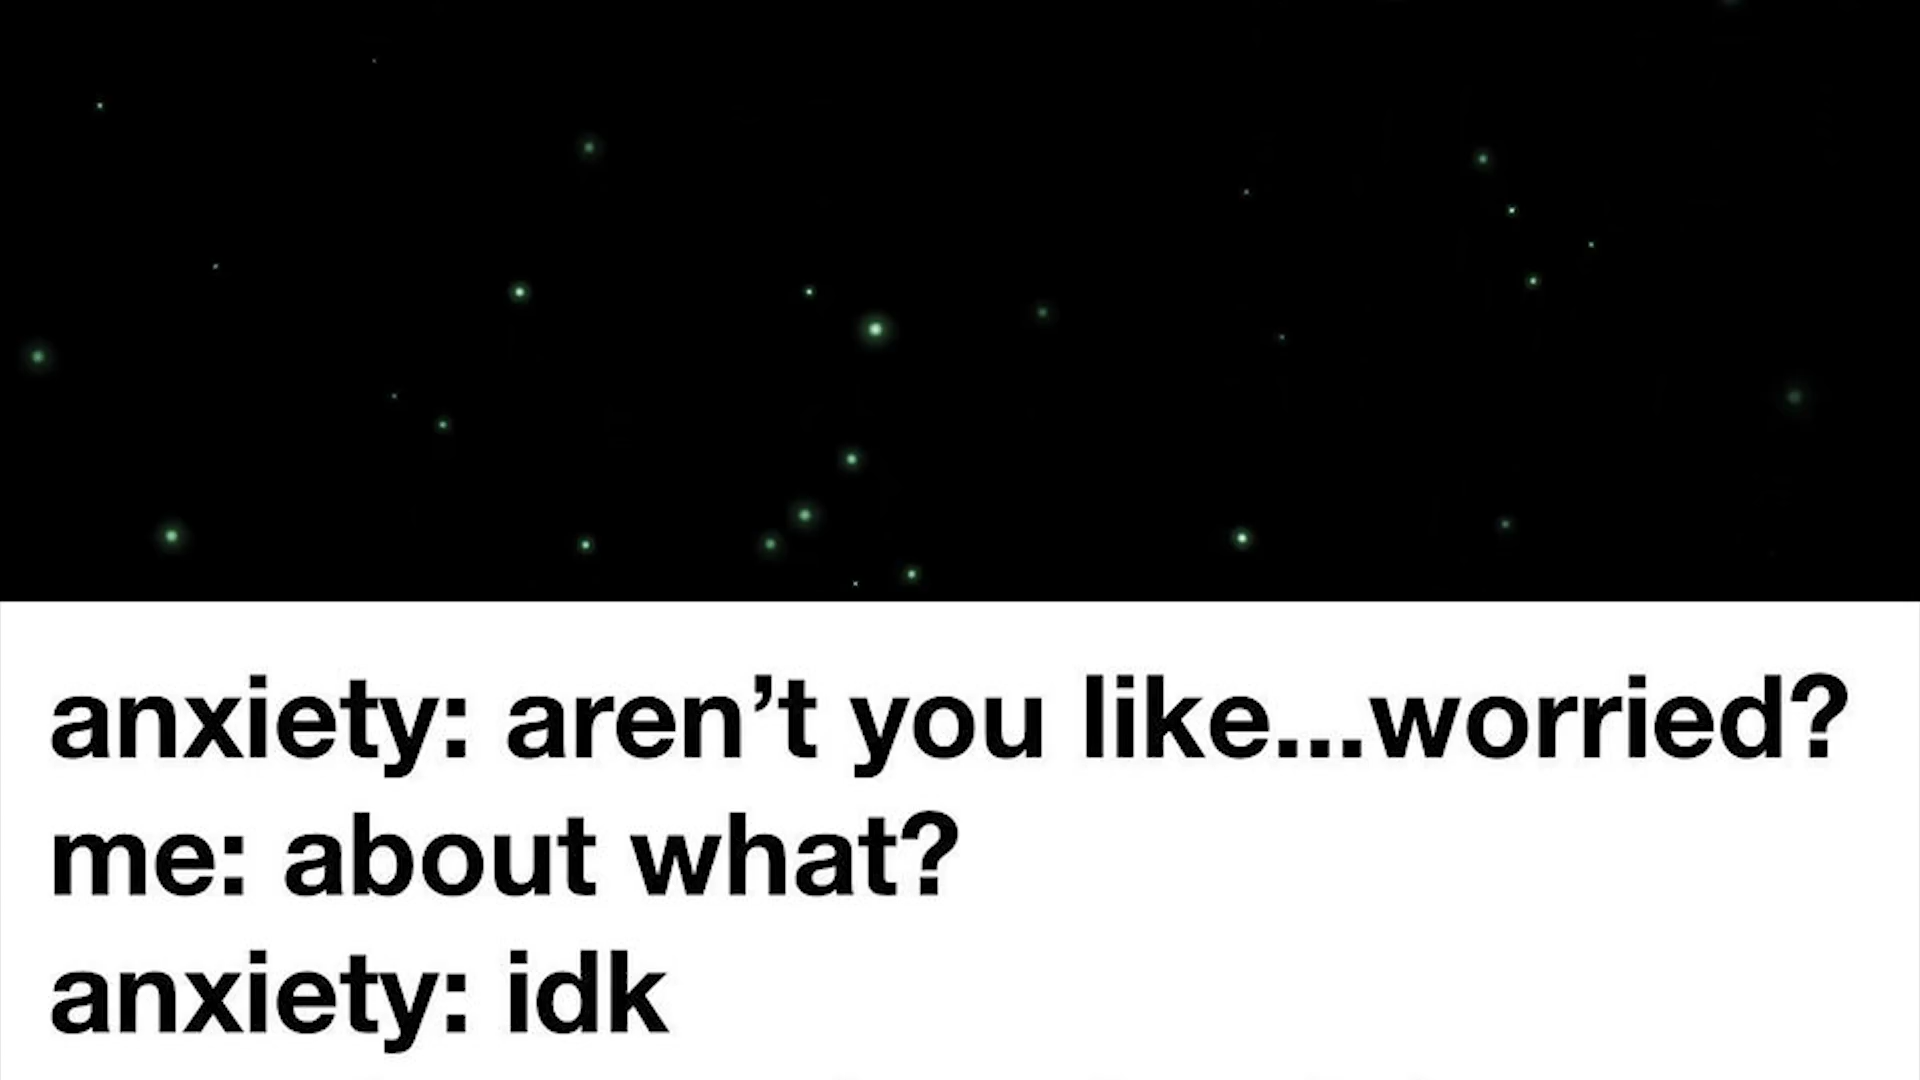 anxiety: aren’t you like...worried?
me: about what?
anxiety: idk